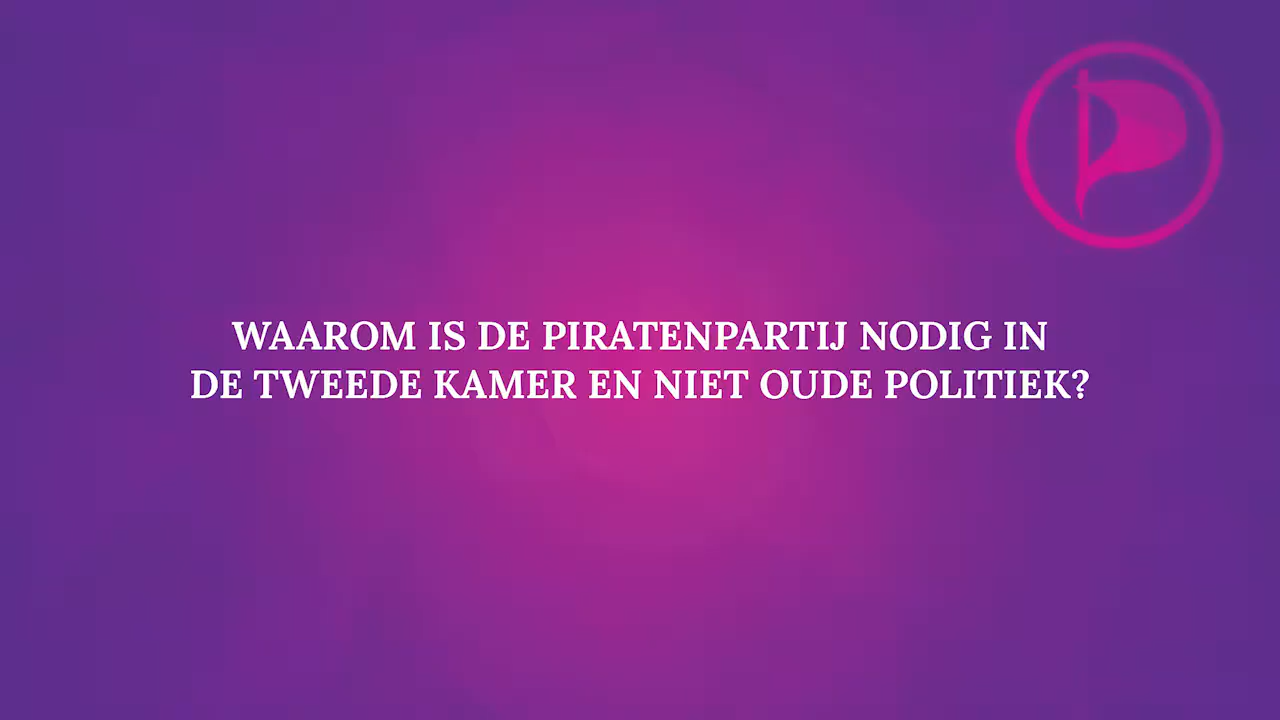 WAAROM IS DE PIRATENPARTIJ NODIG IN
DE TWEEDE KAMER EN NIET OUDE POLITIEK?